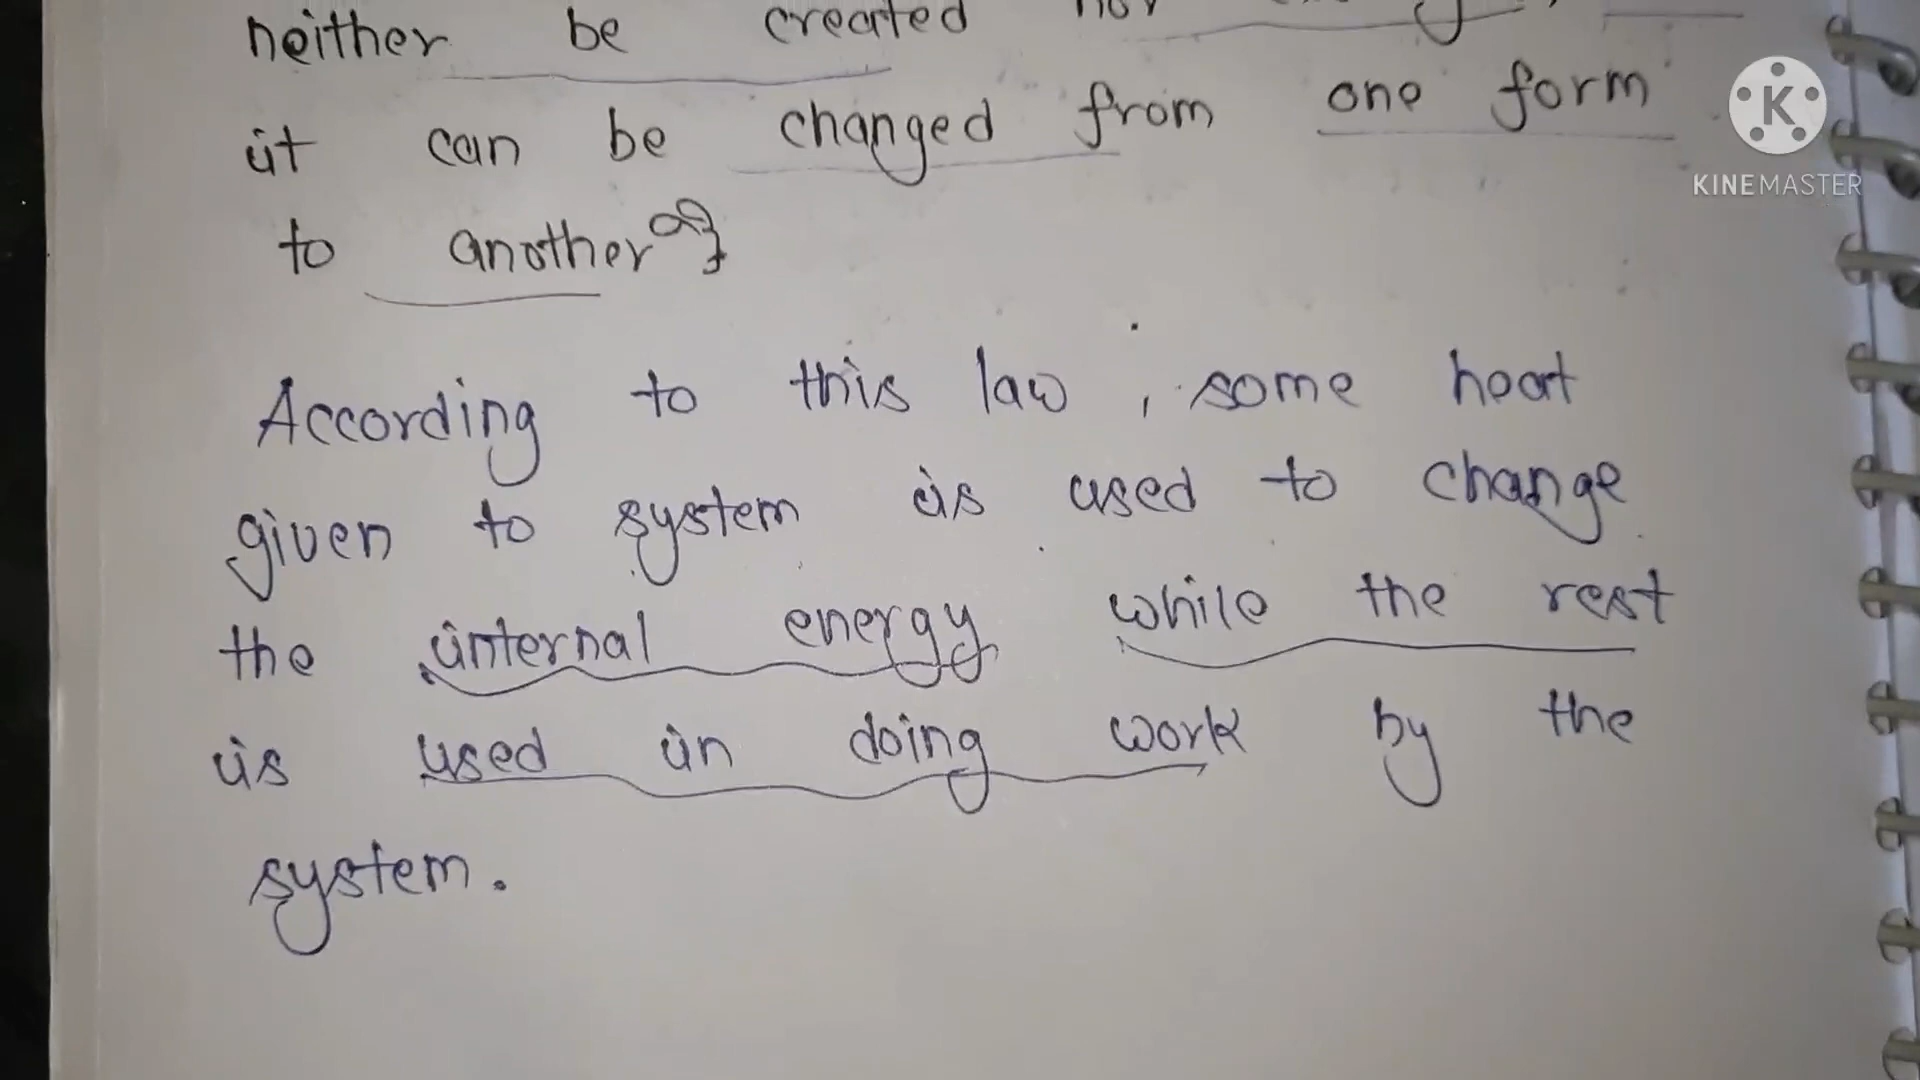 neither be created nor
it can be changed from one form
to another
According to this law, some heat
given to system is used to change
the internal energy while the rest
is used in doing work by the
system.
K
KINEMASTER